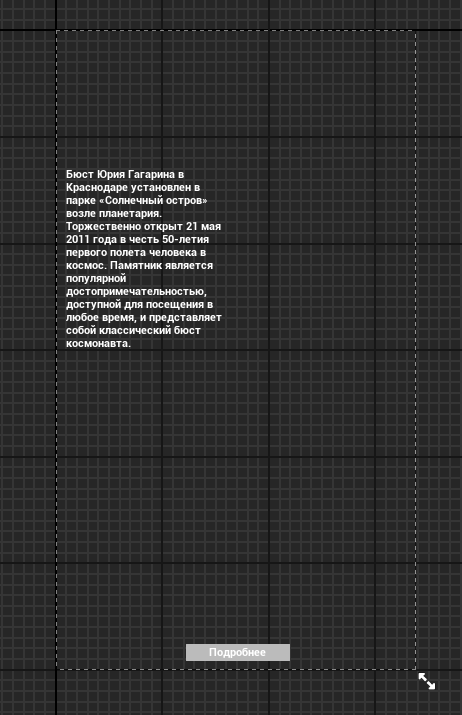 Бюст Юрия Гагарина в
Краснодаре установлен в
парке «Солнечный остров»
возле планетария.
Торжественно открыт 21 мая
2011 года в честь 50-летия
первого полета человека в
космос. Памятник является
популярной
достопримечательностью,
доступной для посещения в
любое время, и представляет
собой классический бюст
космонавта.
Подробнее